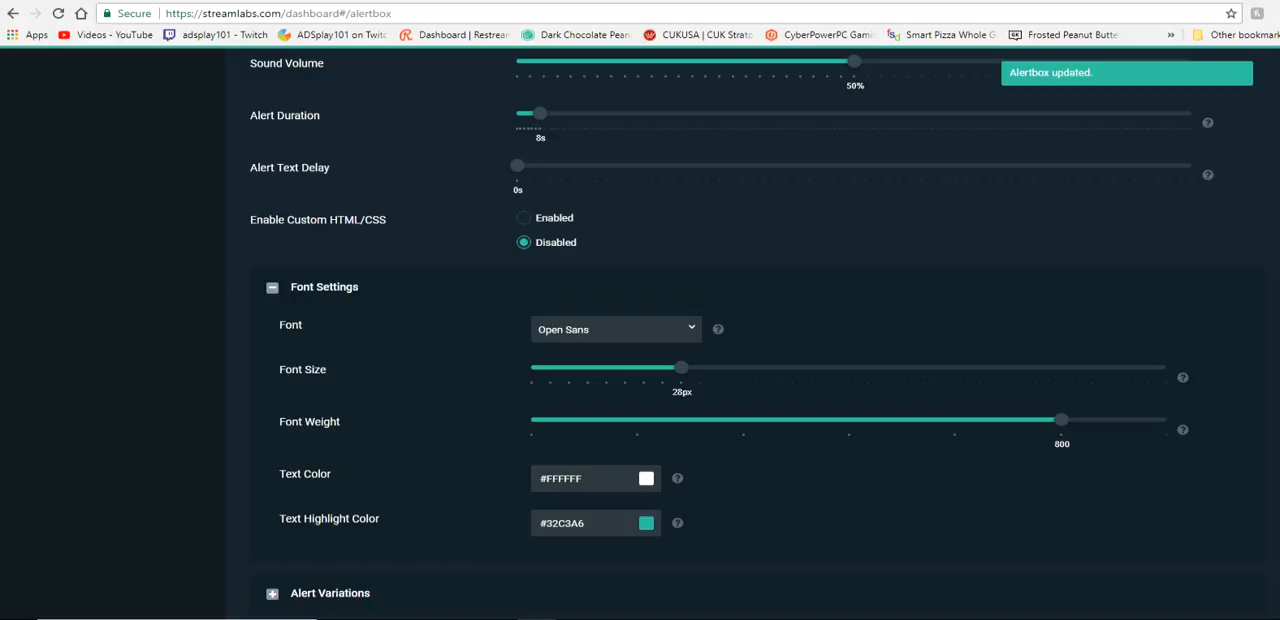 Secure https://streamlabs.com/dashboard#/alertbox
Apps Videos - YouTube adsplay101 - Twitch ADSplay101 on Twitc Dashboard | Restrea Dark Chocolate Pean CUKUSA | CUK Strato CyberPowerPC Gami Smart Pizza Whole G Frosted Peanut Butte » Other bookmark
Sound Volume
Alertbox updated.
50%
Alert Duration
8s
Alert Text Delay
0s
Enable Custom HTML/CSS
Enabled
Disabled
Font Settings
Font
Open Sans
Font Size
28px
Font Weight
800
Text Color
#FFFFFF
Text Highlight Color
#32C3A6
Alert Variations